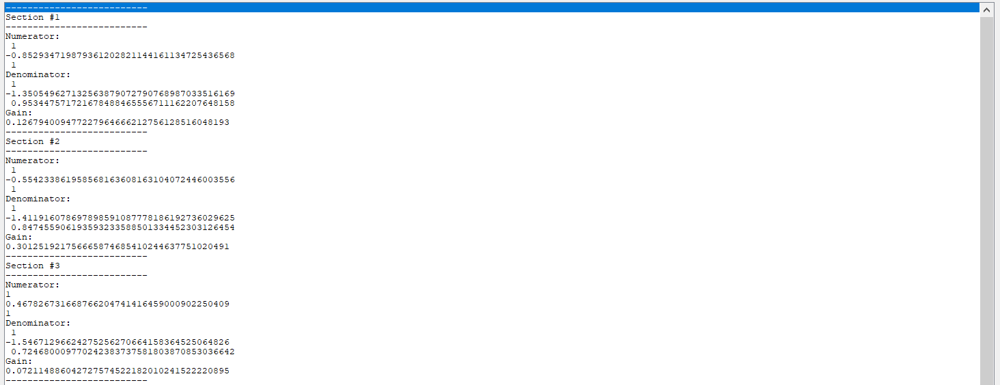 --------------------------
Section #1
--------------------------
Numerator:
1
-0.852934719879361202821144161134725436568
1
Denominator:
1
-1.350549627132563879072790768987033516169
0.953447571721678488465556711162207648158
Gain:
0.126794009477227964666212756128516048193
--------------------------
Section #2
--------------------------
Numerator:
1
-0.554233861958568163608163104072446003556
1
Denominator:
1
-1.411916078697898591087778186192736029625
0.847455906193593233588501334452303126454
Gain:
0.301251921756665874685410244637751020491
--------------------------
Section #3
--------------------------
Numerator:
1
0.467826731668766204741416459000902250409
1
Denominator:
1
-1.54671296624275256270664158364525064826
0.724680009770242383737581803870853036642
Gain:
0.072114886042727574522182010241522220895
--------------------------